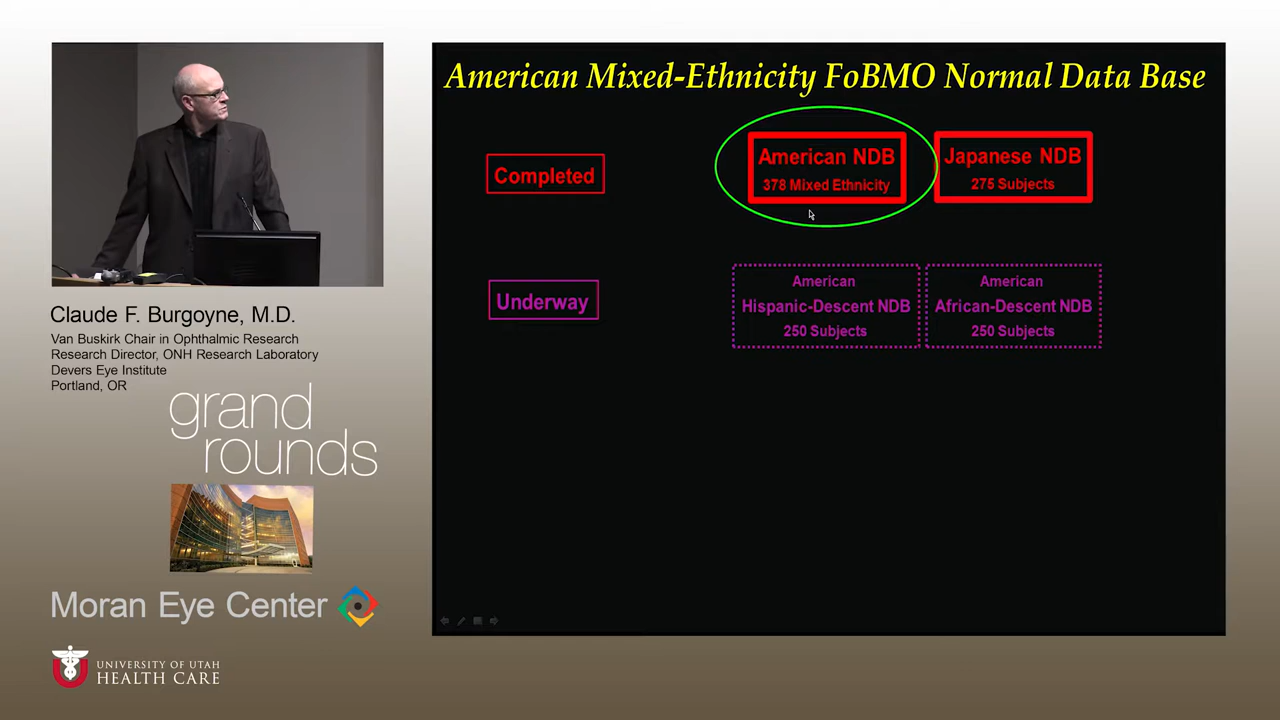 American Mixed-Ethnicity FoBMO Normal Data Base
Completed
American NDB
378 Mixed Ethnicity
Japanese NDB
275 Subjects
Underway
American
Hispanic-Descent NDB
250 Subjects
American
African-Descent NDB
250 Subjects
Claude F. Burgoyne, M.D.
Van Buskirk Chair in Ophthalmic Research
Research Director, ONH Research Laboratory
Devers Eye Institute
Portland, OR
grand
rounds
Moran Eye Center
UNIVERSITY OF UTAH
HEALTH CARE